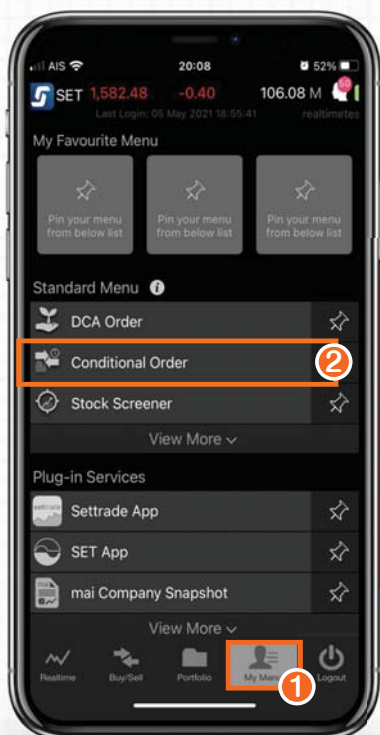 AIS 20:08 52%
SET 1,582.48 -0.40 106.08 M 50
Last Login: 05 May 2021 18:55:41 realtimetes
My Favourite Menu
Pin your menu
from below list
Pin your menu
from below list
Pin your menu
from below list
Standard Menu
DCA Order
Conditional Order 2
Stock Screener
View More
Plug-in Services
settrade Settrade App
SET App
mai mai Company Snapshot
View More
Realtime Buy/Sell Portfolio My Menu Logout
1